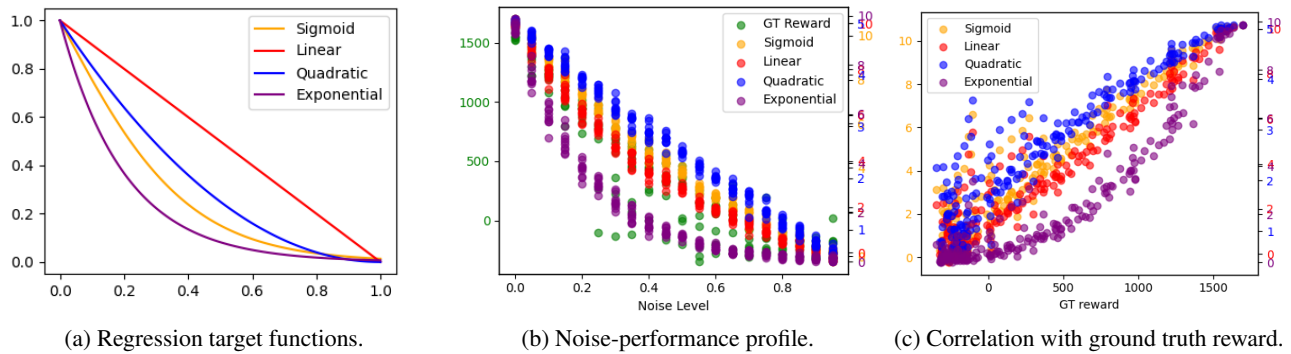 1.0
0.8
0.6
0.4
0.2
0.0
0.0 0.2 0.4 0.6 0.8 1.0
Sigmoid
Linear
Quadratic
Exponential
1500
1000
500
0
0.0 0.2 0.4 0.6 0.8
Noise Level
GT Reward
Sigmoid
Linear
Quadratic
Exponential
10
8
6
4
2
0
0 500 1000 1500
GT reward
Sigmoid
Linear
Quadratic
Exponential
(a) Regression target functions.
(b) Noise-performance profile.
(c) Correlation with ground truth reward.